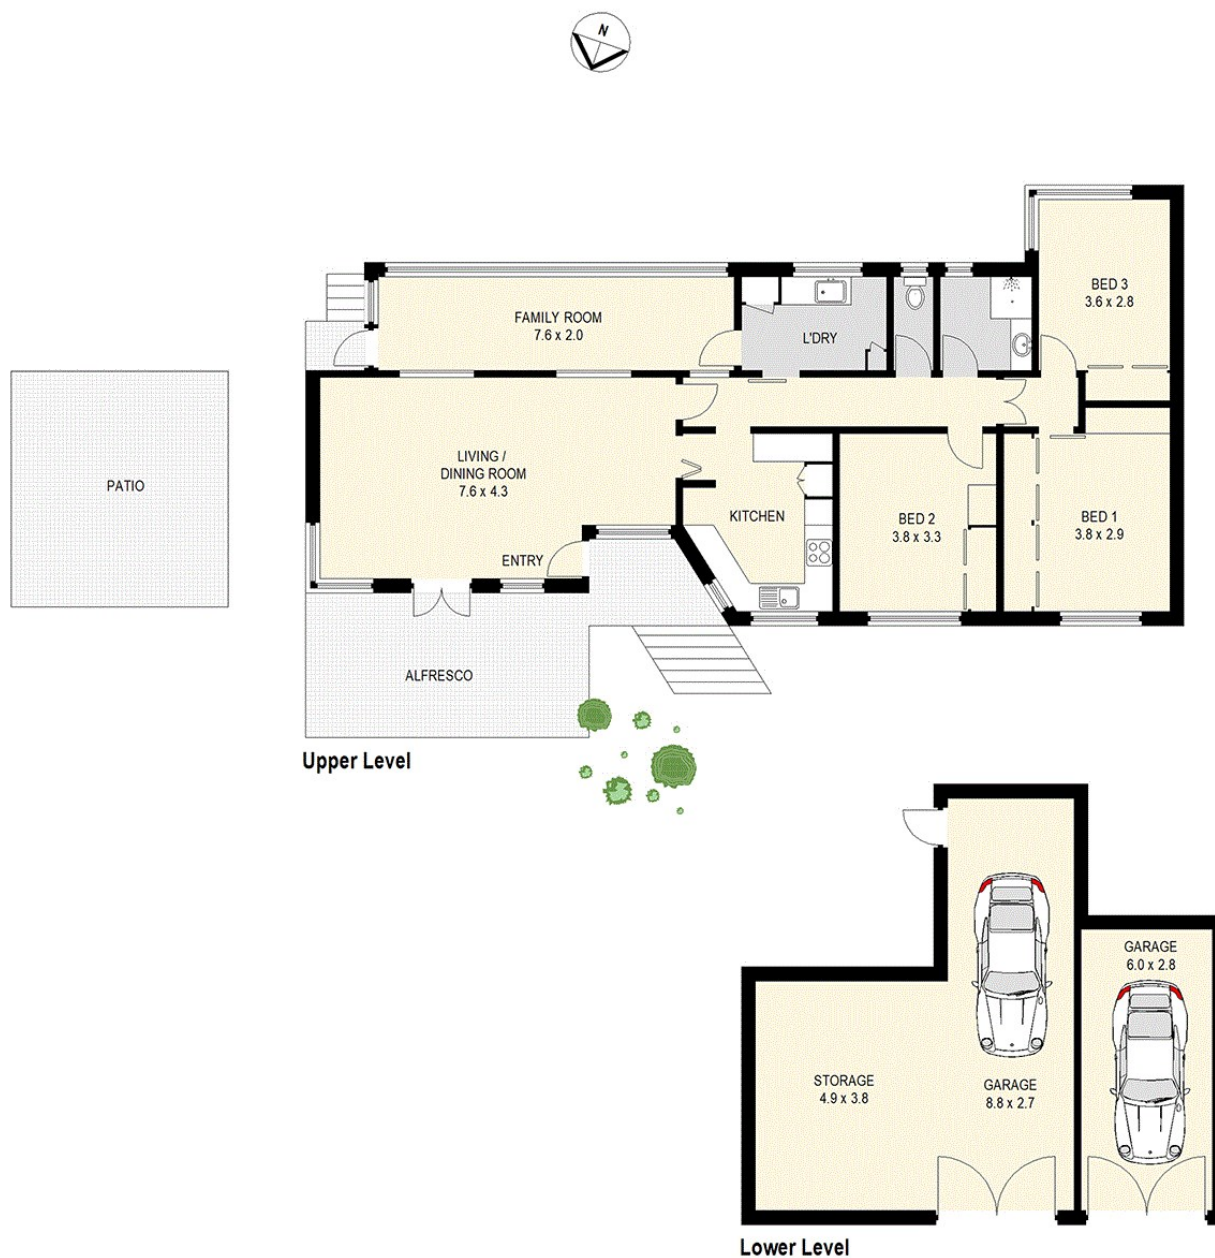 N
BED 3
3.6 x 2.8
FAMILY ROOM
7.6 x 2.0
L'DRY
LIVING /
DINING ROOM
7.6 x 4.3
PATIO
KITCHEN
BED 2
3.8 x 3.3
BED 1
3.8 x 2.9
ENTRY
ALFRESCO
Upper Level
GARAGE
6.0 x 2.8
STORAGE
4.9 x 3.8
GARAGE
8.8 x 2.7
Lower Level